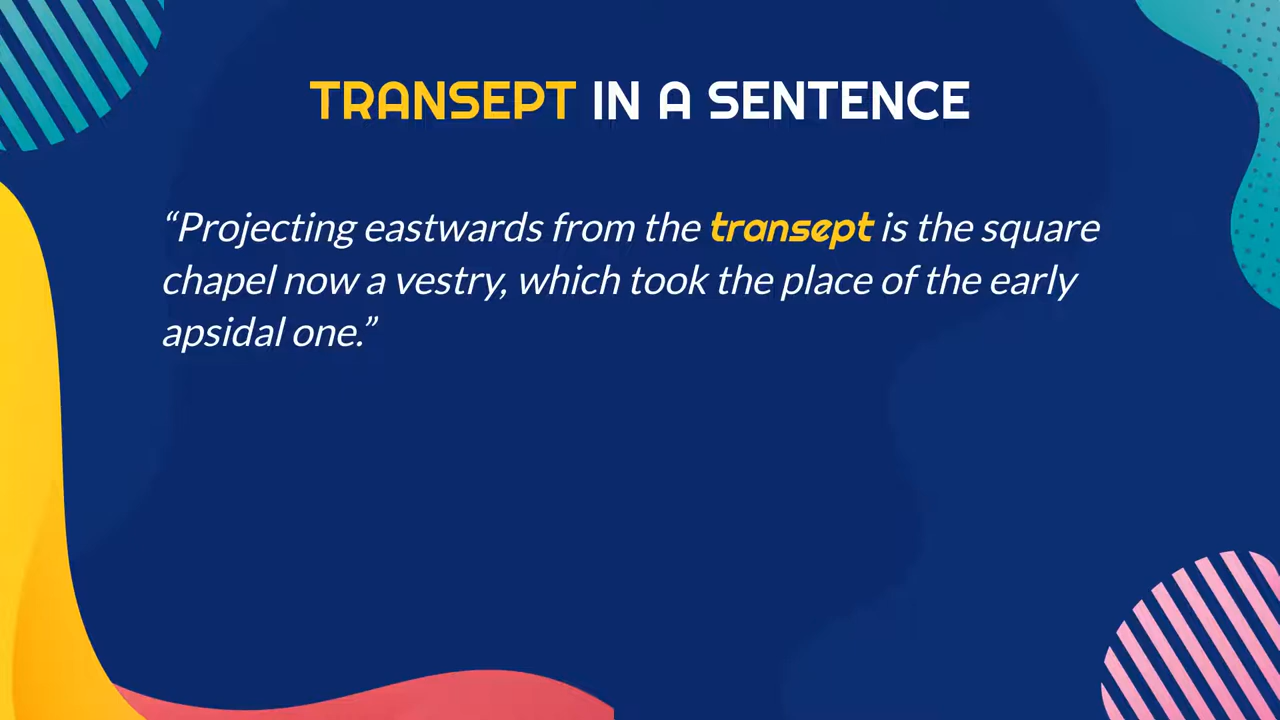 TRANSEPT IN A SENTENCE
“Projecting eastwards from the transept is the square
chapel now a vestry, which took the place of the early
apsidal one.”